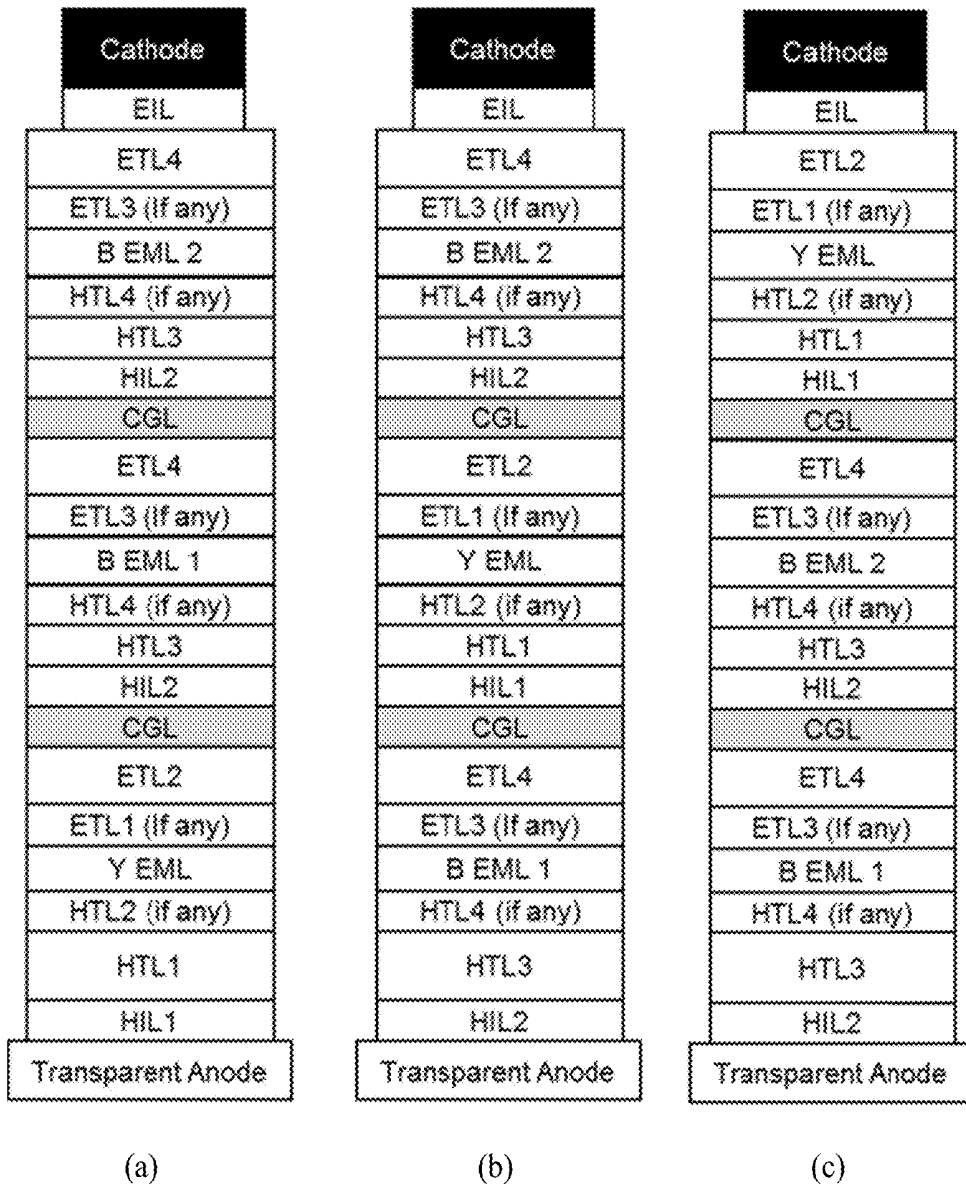 Cathode
EIL
ETL4
ETL3 (If any)
B EML 2
HTL4 (if any)
HTL3
HIL2
CGL
ETL4
ETL3 (If any)
B EML 1
HTL4 (if any)
HTL3
HIL2
CGL
ETL2
ETL1 (If any)
Y EML
HTL2 (if any)
HTL1
HIL1
Transparent Anode
(a)
Cathode
EIL
ETL4
ETL3 (If any)
B EML 2
HTL4 (if any)
HTL3
HIL2
CGL
ETL2
ETL1 (If any)
Y EML
HTL2 (if any)
HTL1
HIL1
CGL
ETL4
ETL3 (If any)
B EML 1
HTL4 (if any)
HTL3
HIL2
Transparent Anode
(b)
Cathode
EIL
ETL2
ETL1 (If any)
Y EML
HTL2 (if any)
HTL1
HIL1
CGL
ETL4
ETL3 (If any)
B EML 2
HTL4 (if any)
HTL3
HIL2
CGL
ETL4
ETL3 (If any)
B EML 1
HTL4 (if any)
HTL3
HIL2
Transparent Anode
(c)